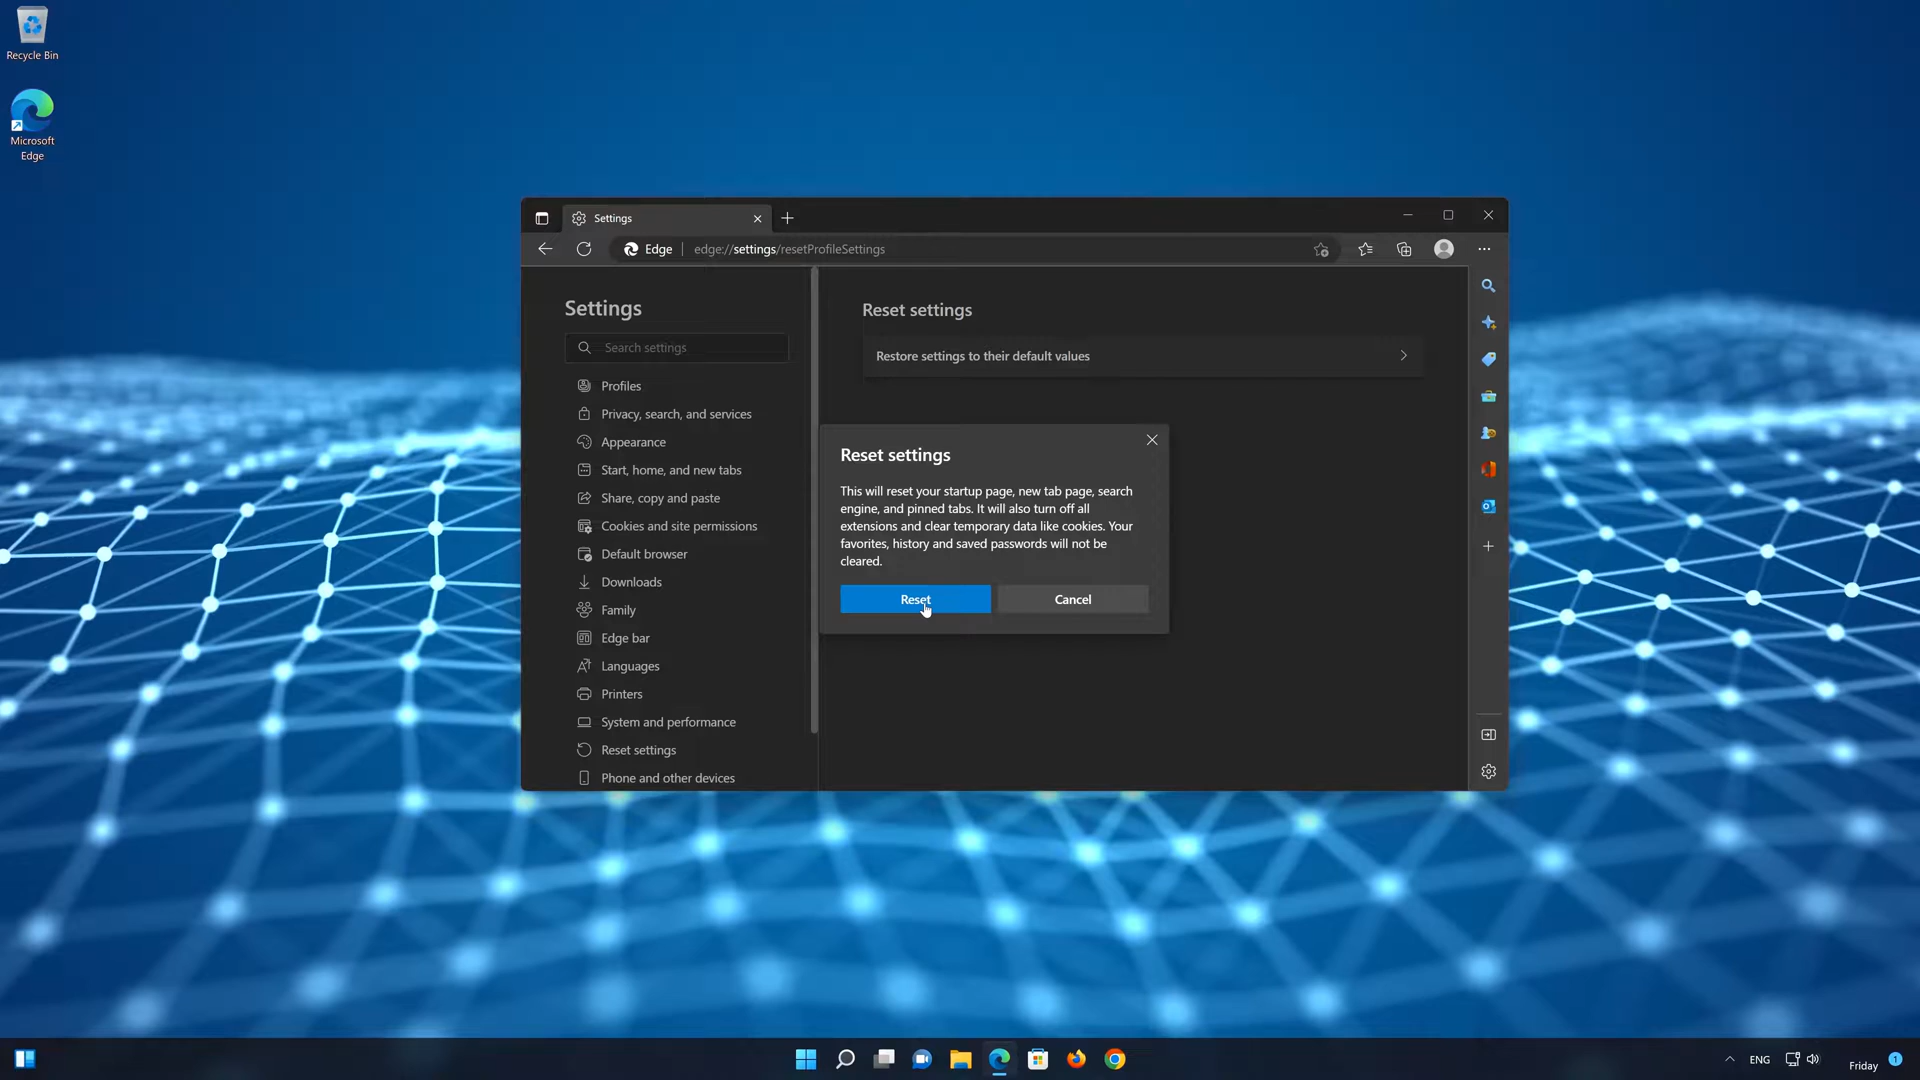 Recycle Bin
Microsoft
Edge
Settings
Edge
edge://settings/resetProfileSettings
Settings
Search settings
Profiles
Privacy, search, and services
Appearance
Start, home, and new tabs
Share, copy and paste
Cookies and site permissions
Default browser
Downloads
Family
Edge bar
Languages
Printers
System and performance
Reset settings
Phone and other devices
Reset settings
Restore settings to their default values
Reset settings
This will reset your startup page, new tab page, search
engine, and pinned tabs. It will also turn off all
extensions and clear temporary data like cookies. Your
favorites, history and saved passwords will not be
cleared.
Reset
Cancel
ENG
Friday
1